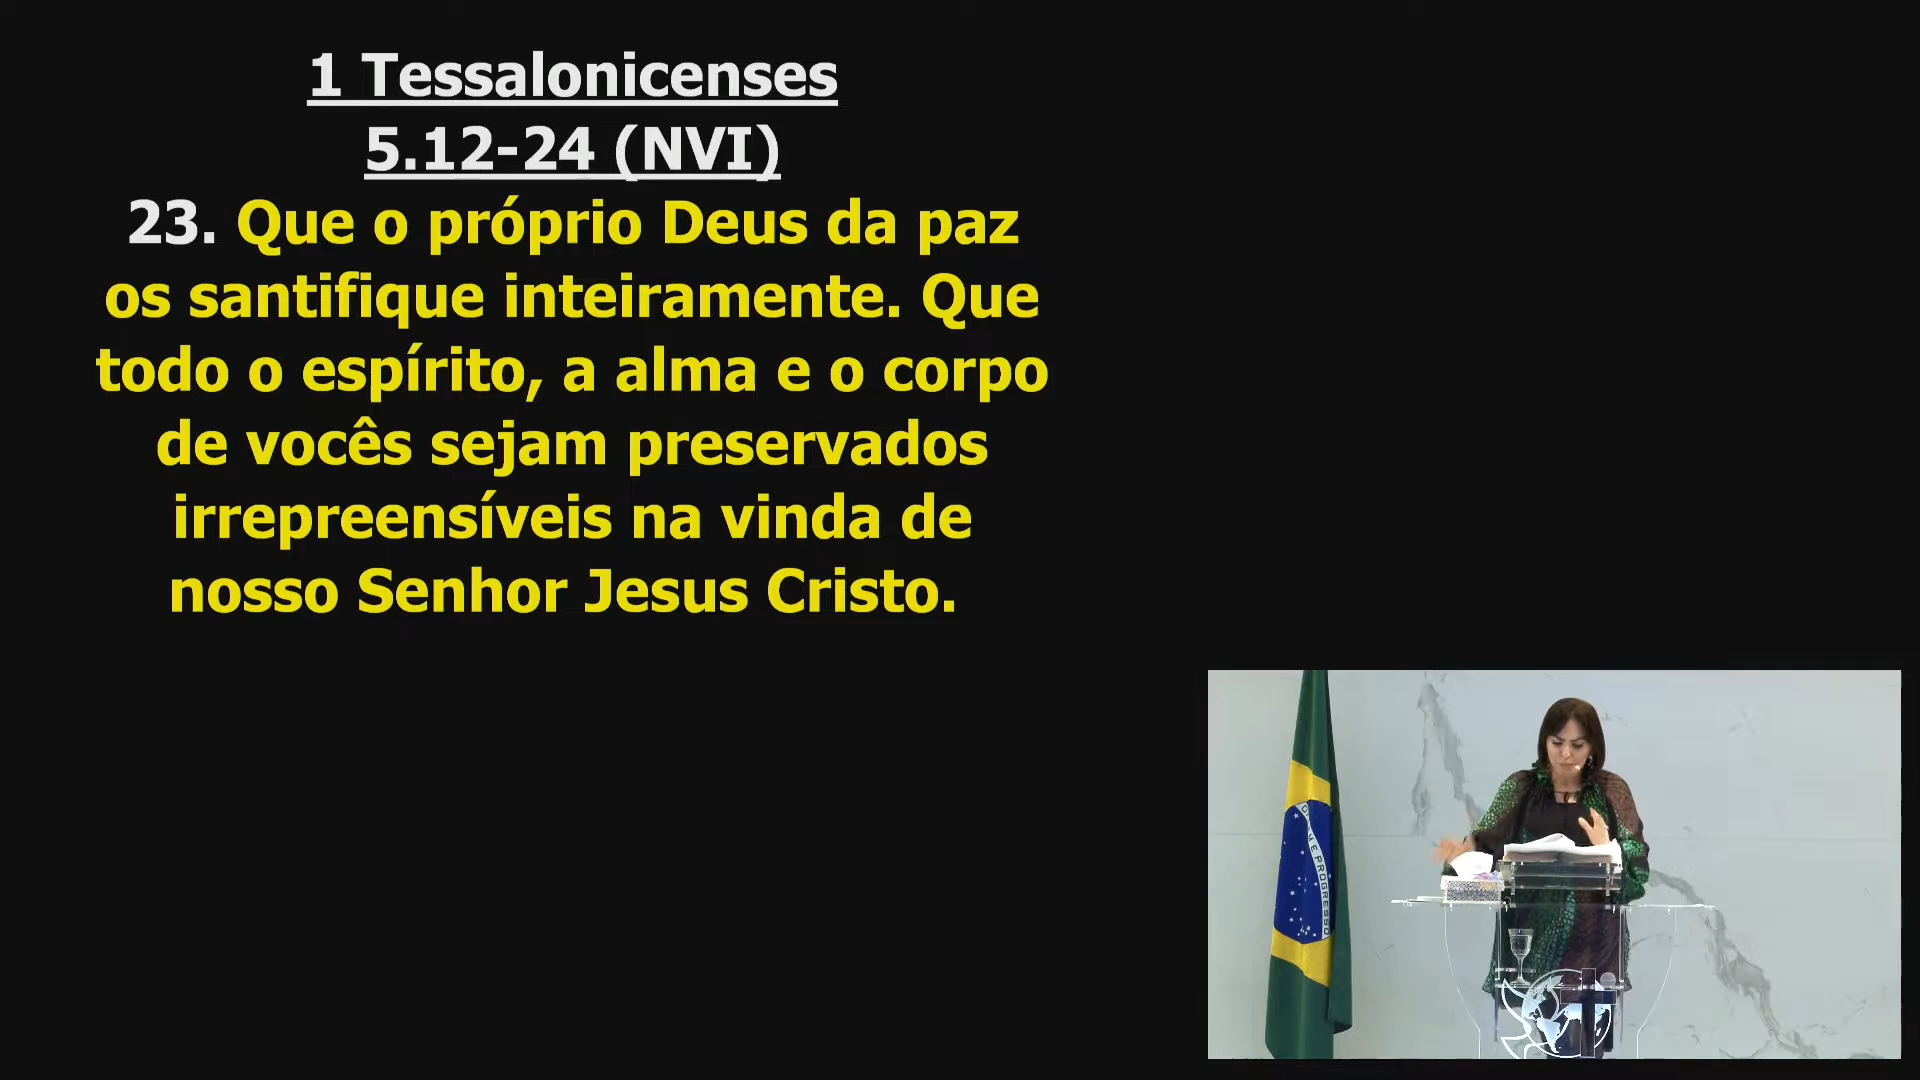 1 Tessalonicenses
5.12-24 (NVI)
23. Que o próprio Deus da paz
os santifique inteiramente. Que
todo o espírito, a alma e o corpo
de vocês sejam preservados
irrepreensíveis na vinda de
nosso Senhor Jesus Cristo.
E PROGRESSO